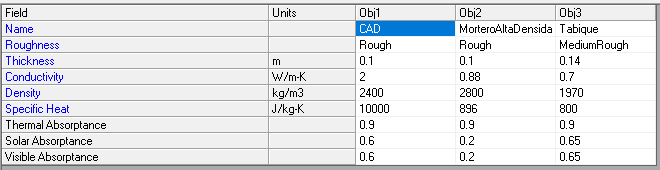 Field Units Obj1 Obj2 Obj3
Name CAD MorteroAltaDensida Tabique
Roughness Rough Rough MediumRough
Thickness m 0.1 0.1 0.14
Conductivity W/m-K 2 0.88 0.7
Density kg/m3 2400 2800 1970
Specific Heat J/kg-K 10000 896 800
Thermal Absorptance 0.9 0.9 0.9
Solar Absorptance 0.6 0.2 0.65
Visible Absorptance 0.6 0.2 0.65